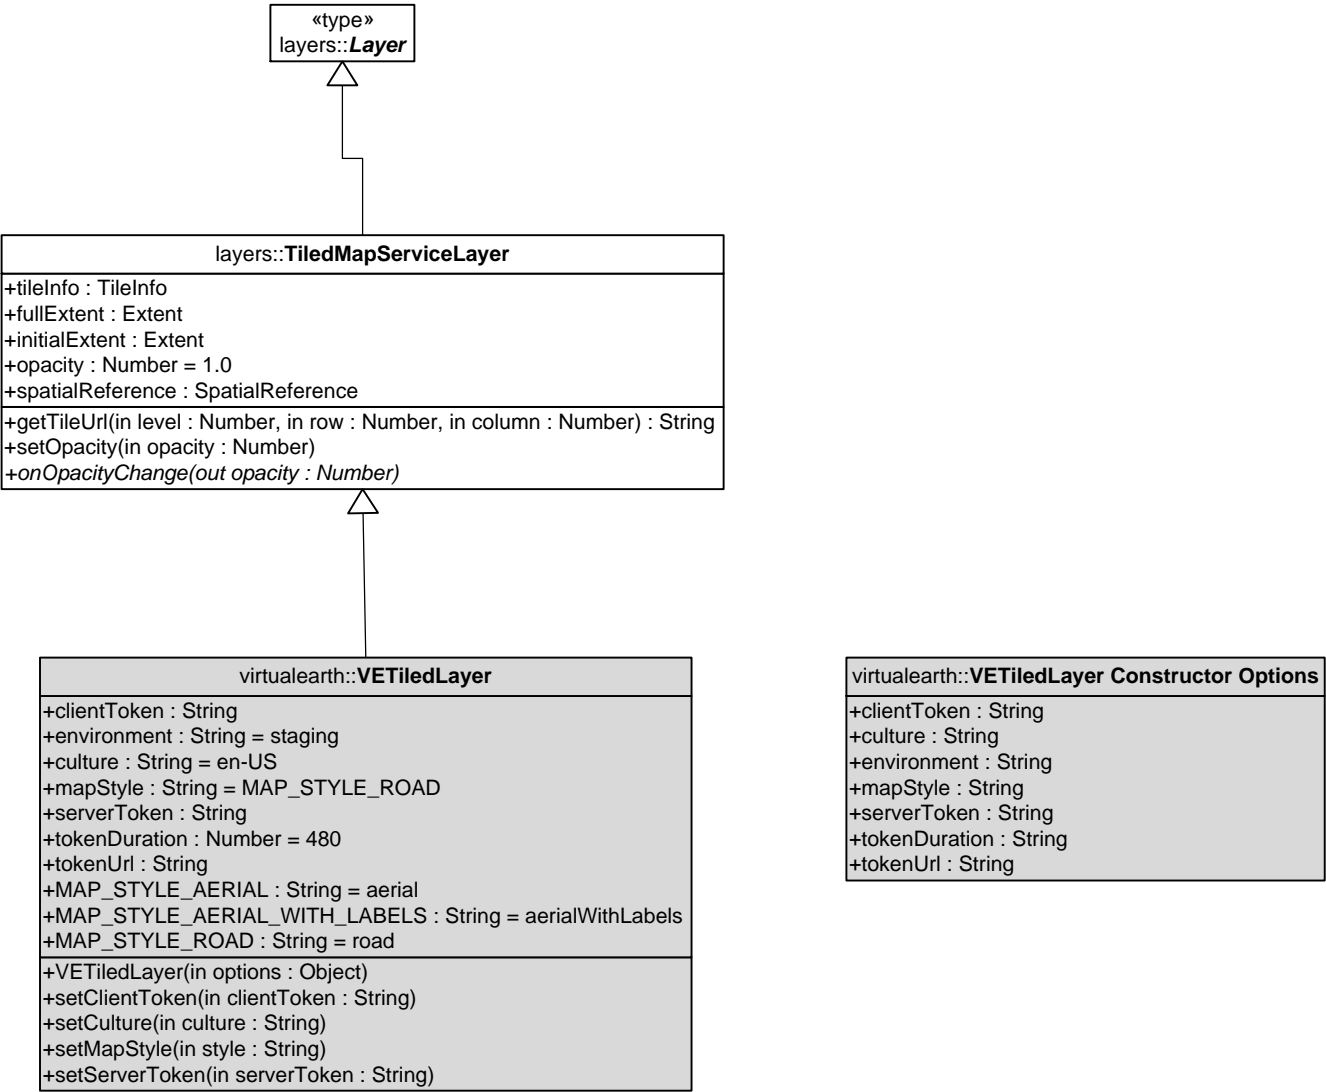 «type»
layers::Layer
layers::TiledMapServiceLayer
+tileInfo : TileInfo
+fullExtent : Extent
+initialExtent : Extent
+opacity : Number = 1.0
+spatialReference : SpatialReference
+getTileUrl(in level : Number, in row : Number, in column : Number) : String
+setOpacity(in opacity : Number)
+onOpacityChange(out opacity : Number)
virtualearth::VETiledLayer
+clientToken : String
+environment : String = staging
+culture : String = en-US
+mapStyle : String = MAP_STYLE_ROAD
+serverToken : String
+tokenDuration : Number = 480
+tokenUrl : String
+MAP_STYLE_AERIAL : String = aerial
+MAP_STYLE_AERIAL_WITH_LABELS : String = aerialWithLabels
+MAP_STYLE_ROAD : String = road
+VETiledLayer(in options : Object)
+setClientToken(in clientToken : String)
+setCulture(in culture : String)
+setMapStyle(in style : String)
+setServerToken(in serverToken : String)
virtualearth::VETiledLayer Constructor Options
+clientToken : String
+culture : String
+environment : String
+mapStyle : String
+serverToken : String
+tokenDuration : String
+tokenUrl : String